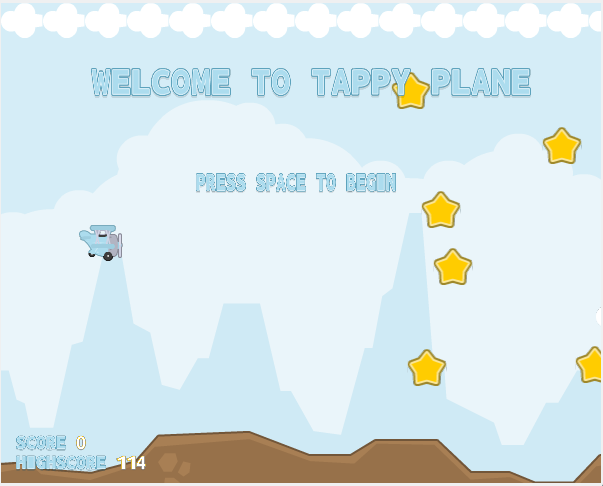 WELCOME TO TAPPY PLANE
PRESS SPACE TO BEGIN
SCORE 0
HIGHSCORE 114